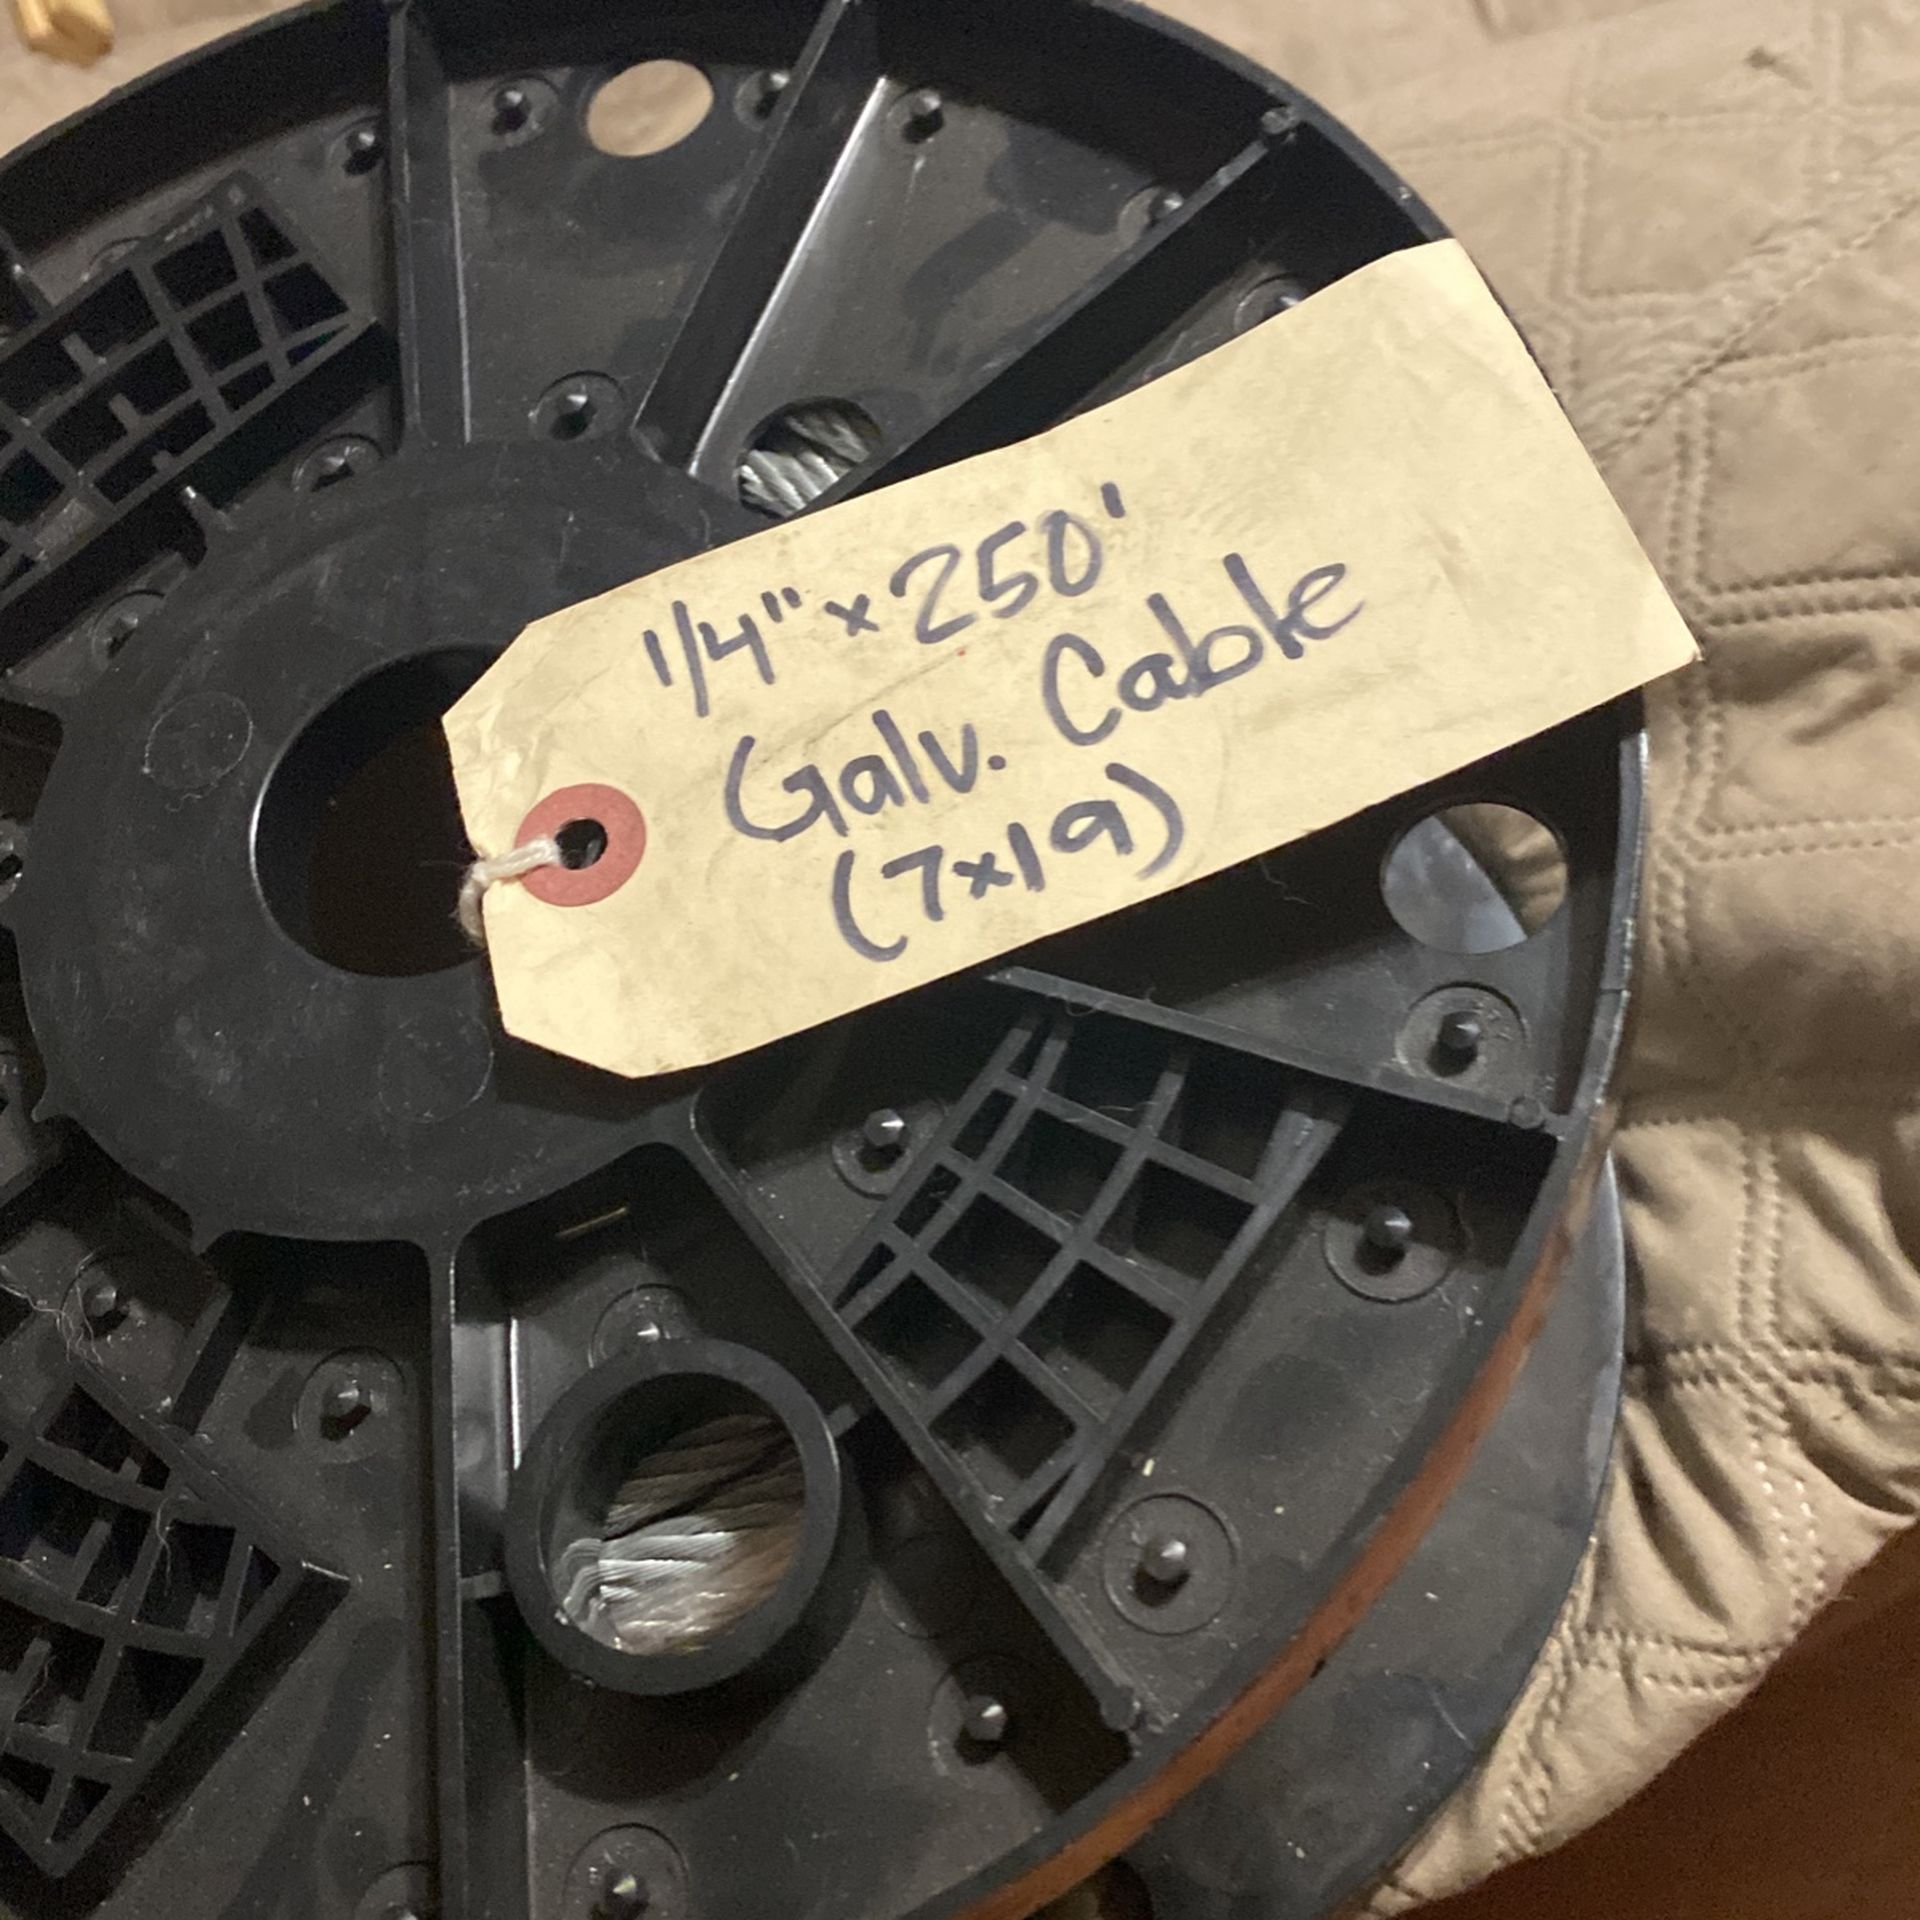 1/4" x 250'
Galv. Cable
(7x19)